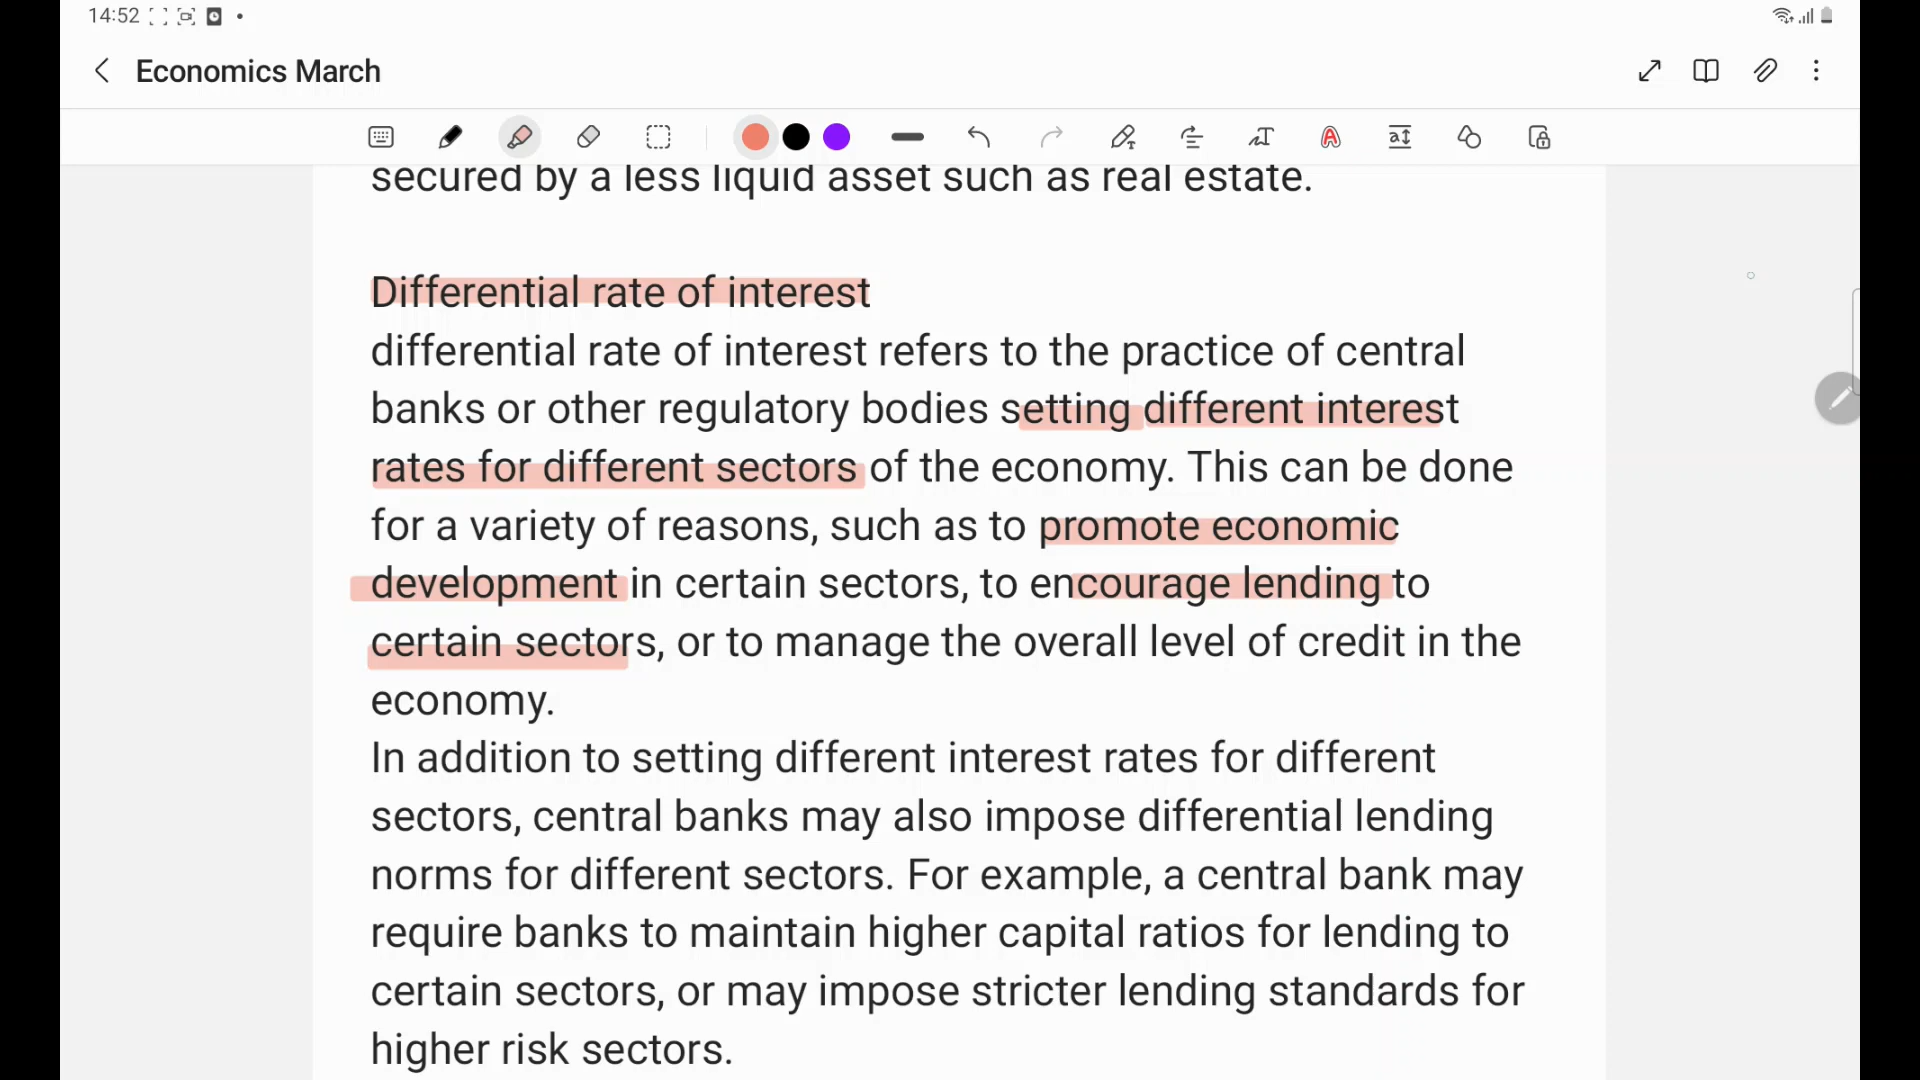 14:52
Economics March
secured by a less liquid asset such as real estate.
Differential rate of interest
differential rate of interest refers to the practice of central
banks or other regulatory bodies setting different interest
rates for different sectors of the economy. This can be done
for a variety of reasons, such as to promote economic
development in certain sectors, to encourage lending to
certain sectors, or to manage the overall level of credit in the
economy.
In addition to setting different interest rates for different
sectors, central banks may also impose differential lending
norms for different sectors. For example, a central bank may
require banks to maintain higher capital ratios for lending to
certain sectors, or may impose stricter lending standards for
higher risk sectors.